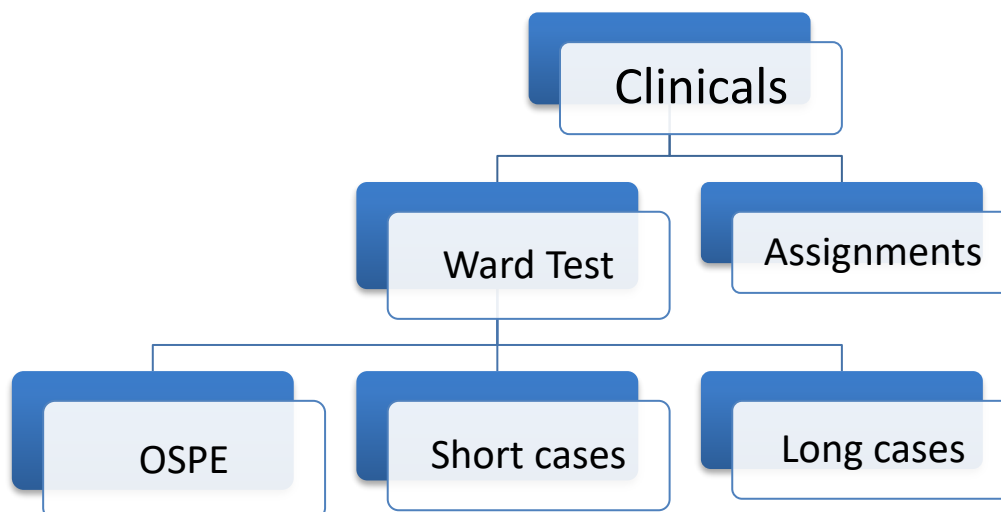 Clinicals
Ward Test
Assignments
OSPE
Short cases
Long cases